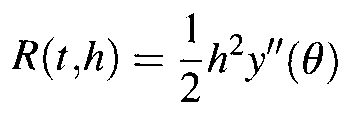 R(t,h) = \frac{1}{2} h^2 y''(\theta)